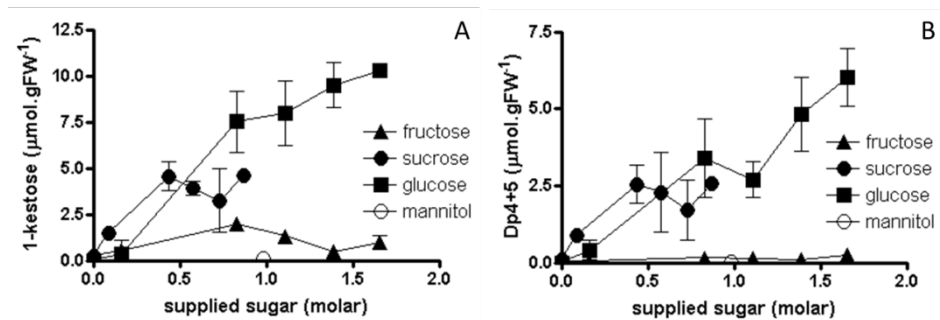 A
1-kestose (µmol.gFW-1)
12.5
10.0
7.5
5.0
2.5
0.0
0.0 0.5 1.0 1.5 2.0
supplied sugar (molar)
fructose
sucrose
glucose
mannitol
B
Dp4+5 (µmol.gFW-1)
7.5
5.0
2.5
0.0
0.0 0.5 1.0 1.5 2.0
supplied sugar (molar)
fructose
sucrose
glucose
mannitol